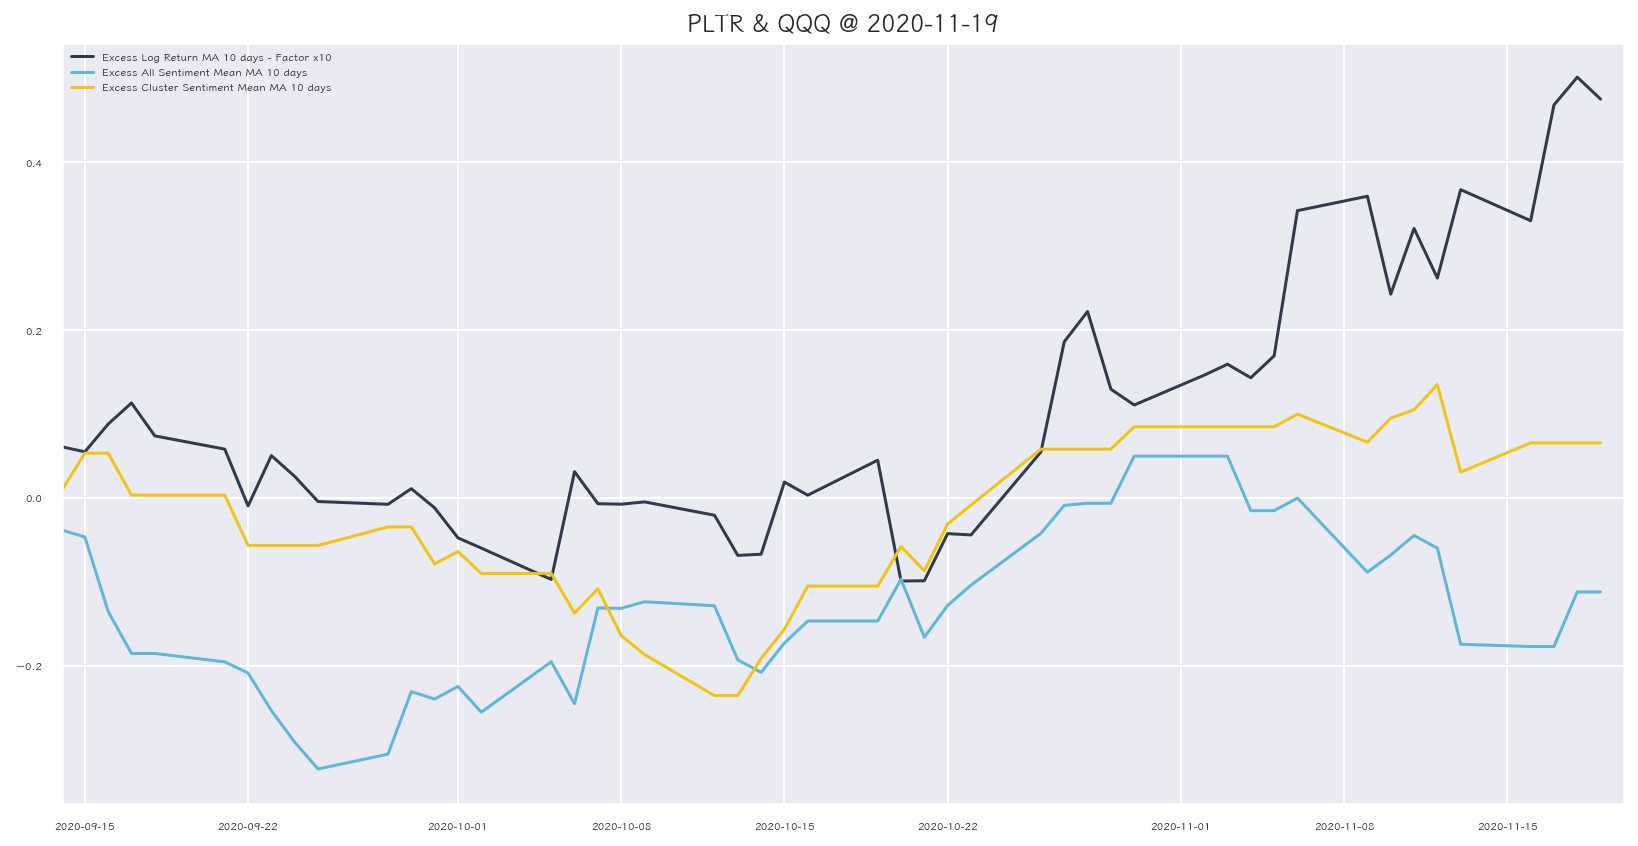 PLTR & QQQ @ 2020-11-19
Excess Log Return MA 10 days - Factor x10
Excess All Sentiment Mean MA 10 days
Excess Cluster Sentiment Mean MA 10 days
0.4
0.2
0.0
−0.2
2020-09-15 2020-09-22 2020-10-01 2020-10-08 2020-10-15 2020-10-22 2020-11-01 2020-11-08 2020-11-15